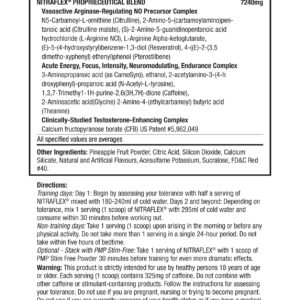 NITRAFLEX® PROPRIECEUTICAL BLEND 7240mg
Vasoactive Arginine-Regulating NO Precursor Complex
N5-Carbamoyl-L-ornithine (Citrulline), 2-Amino-5-(carbamoylamino)pen-
tanoic acid (Citrulline malate), (S)-2-Amino-5-guanidinopentanoic acid
hydrochloride (L-Arginine NCI), L-Arginine Alpha-ketoglutarate,
(E)-5-(4-hydroxystyryl)benzene-1,3-diol (Resveratrol), 4-((E)-2-(3,5
dimetho-xyphenyl) ethenyl)phenol (Pterostilbene)
Acute Energy, Focus, Intensity, Neuromodulating, Endurance Complex
3-Aminopropanoic acid (as CarnoSyn), ethanol, 2-acetylamino-3-(4-h
droxyphenyl-propanoic acid (N-Acetyl-L-tyrosine),
1,3,7-Trimethyl-1H-purine-2,6(3H,7H)-dione (Caffeine),
2-Aminoacetic acid(Glycine) 2-Amino-4-(ethylcarbamoyl) butyric acid
(Theanine)
Clinically-Studied Testosterone-Enhancing Complex
Calcium fructopyranose borate (CFB) US Patent #5,962,049
All specified values are averages
Other Ingredients: Pineapple Fruit Powder, Citric Acid, Silicon Dioxide, Calcium
Silicate, Natural and Artificial Flavours, Acesulfame Potassium, Sucralose, FD&C Red
#40.
Directions:
Training days: Day 1: Begin by assessing your tolerance with half a serving of
NITRAFLEX® mixed with 180-240ml of cold water. Days 2 and beyond: Depending on
tolerance, mix 1 serving (1 scoop) of NITRAFLEX® with 295ml of cold water and
consume within 30 minutes before working out.
Non-training days: Take 1 serving (1 scoop) upon arising in the morning or before any
physical activity. Do not take more than 1 serving in a single 24-hour period. Do not take
within five hours of bedtime.
Optional - Stack with PMP Stim-Free: Take 1 serving of NITRAFLEX® with 1 scoop of
PMP Stim Free Powder 30 minutes before training for even more dramatic effects.
Warning: This product is strictly intended for use by healthy persons 18 years of age
or older. Each serving (1 scoop) contains 325mg of caffeine. Do not combine with other
caffeine or stimulant-containing products. Follow the instructions to assess your
tolerance. Do not use if you are pregnant, nursing or trying to become pregnant. Do